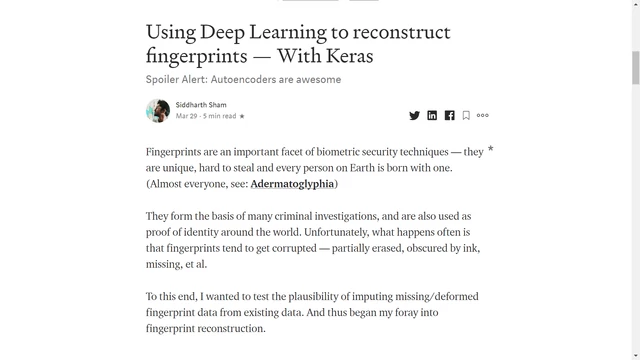 Using Deep Learning to reconstruct
fingerprints — With Keras
Spoiler Alert: Autoencoders are awesome
Siddharth Sham
Mar 29 · 5 min read ★
Fingerprints are an important facet of biometric security techniques — they *
are unique, hard to steal and every person on Earth is born with one.
(Almost everyone, see: Adermatoglyphia)
They form the basis of many criminal investigations, and are also used as
proof of identity around the world. Unfortunately, what happens often is
that fingerprints tend to get corrupted — partially erased, obscured by ink,
missing, et al.
To this end, I wanted to test the plausibility of imputing missing/deformed
fingerprint data from existing data. And thus began my foray into
fingerprint reconstruction.